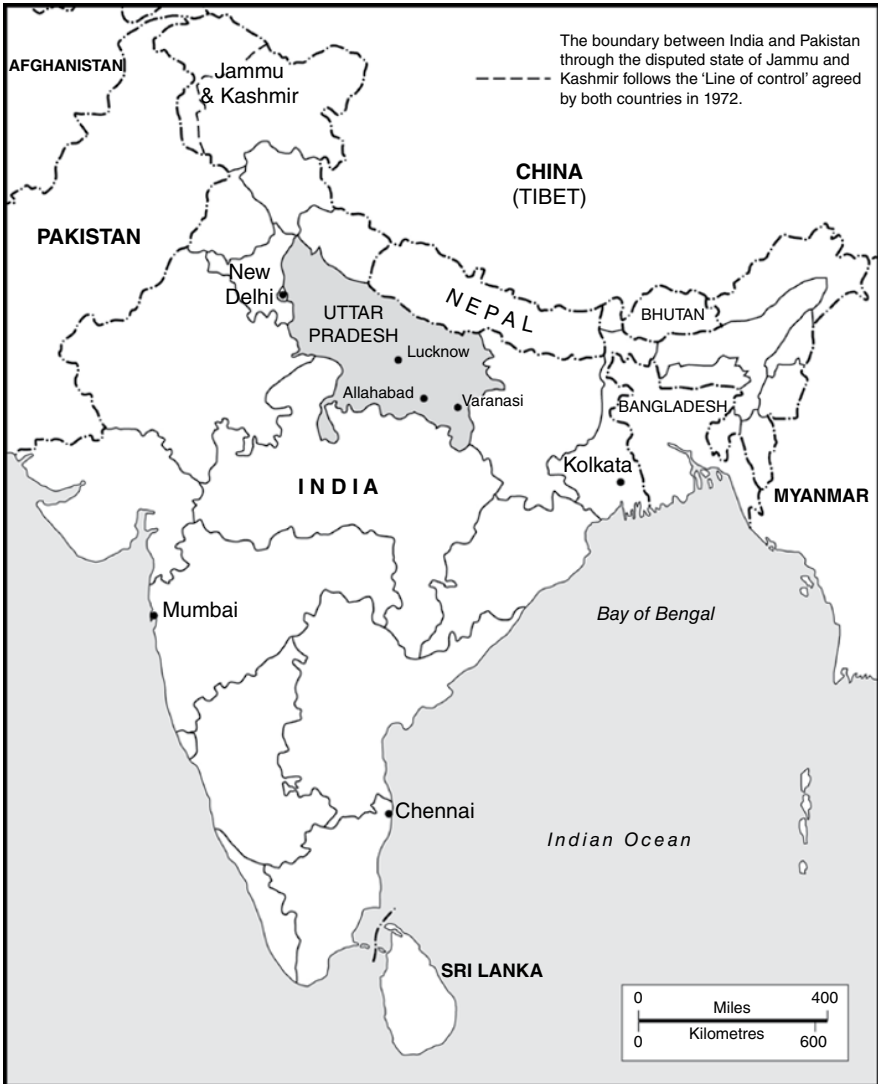 The boundary between India and Pakistan
through the disputed state of Jammu and
Kashmir follows the ‘Line of control’ agreed
by both countries in 1972.
AFGHANISTAN
Jammu
& Kashmir
CHINA
(TIBET)
PAKISTAN
New
Delhi
NEPAL
UTTAR
PRADESH
BHUTAN
Lucknow
Allahabad
Varanasi
BANGLADESH
Kolkata
INDIA
MYANMAR
Mumbai
Bay of Bengal
Chennai
Indian Ocean
SRI LANKA
0 400
Miles
Kilometres
0 600